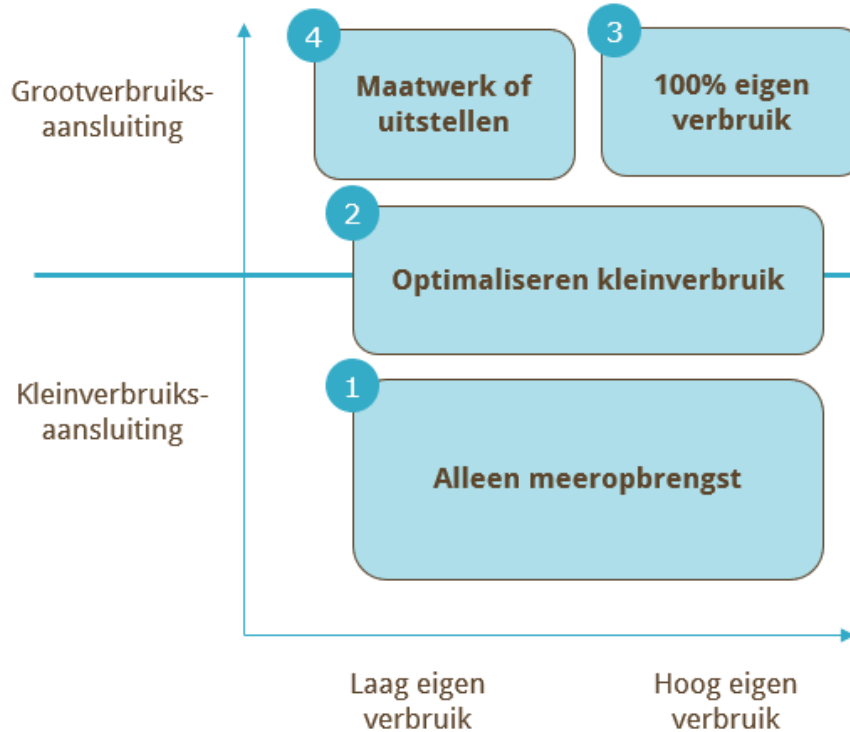 4
Maatwerk of
uitstellen
3
100% eigen
verbruik
Grootverbruiks-
aansluiting
2
Optimaliseren kleinverbruik
Kleinverbruiks-
aansluiting
1
Alleen meeropbrengst
Laag eigen
verbruik
Hoog eigen
verbruik